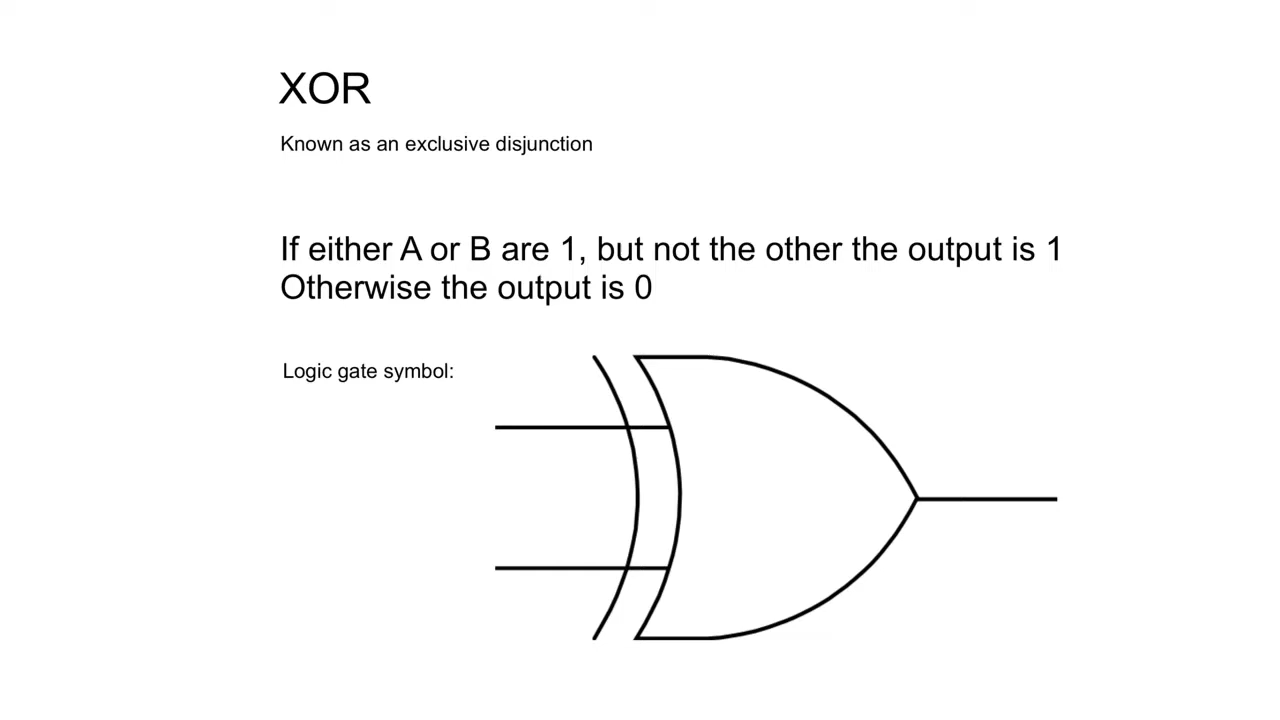 XOR
Known as an exclusive disjunction
If either A or B are 1, but not the other the output is 1
Otherwise the output is 0
Logic gate symbol: